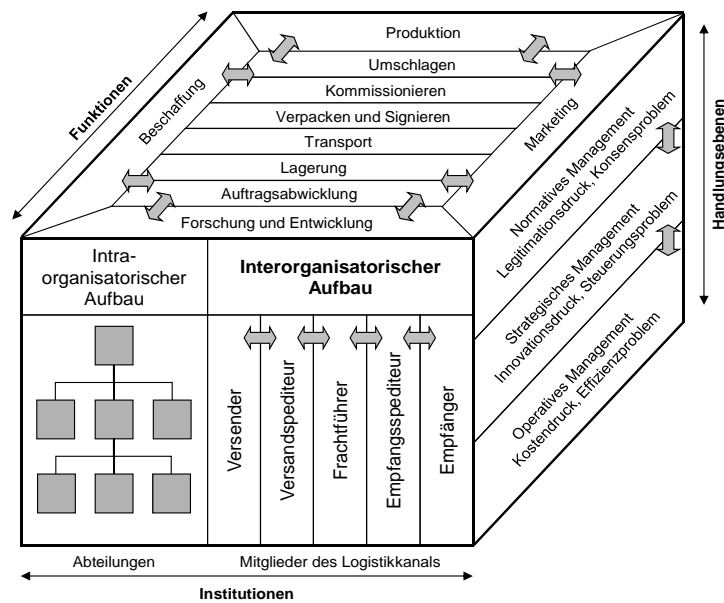 Produktion
Umschlagen
Kommissionieren
Verpacken und Signieren
Transport
Lagerung
Auftragsabwicklung
Forschung und Entwicklung
Funktionen
Beschaffung
Marketing
Normatives Management
Legitimationsdruck, Konsensproblem
Strategisches Management
Innovationsdruck, Steuerungsproblem
Operatives Management
Kostendruck, Effizienzproblem
Handlungsebenen
Intra-
organisatorischer
Aufbau
Interorganisatorischer
Aufbau
Versender
Versandspediteur
Frachtführer
Empfangsspediteur
Empfänger
Abteilungen
Mitglieder des Logistikkanals
Institutionen